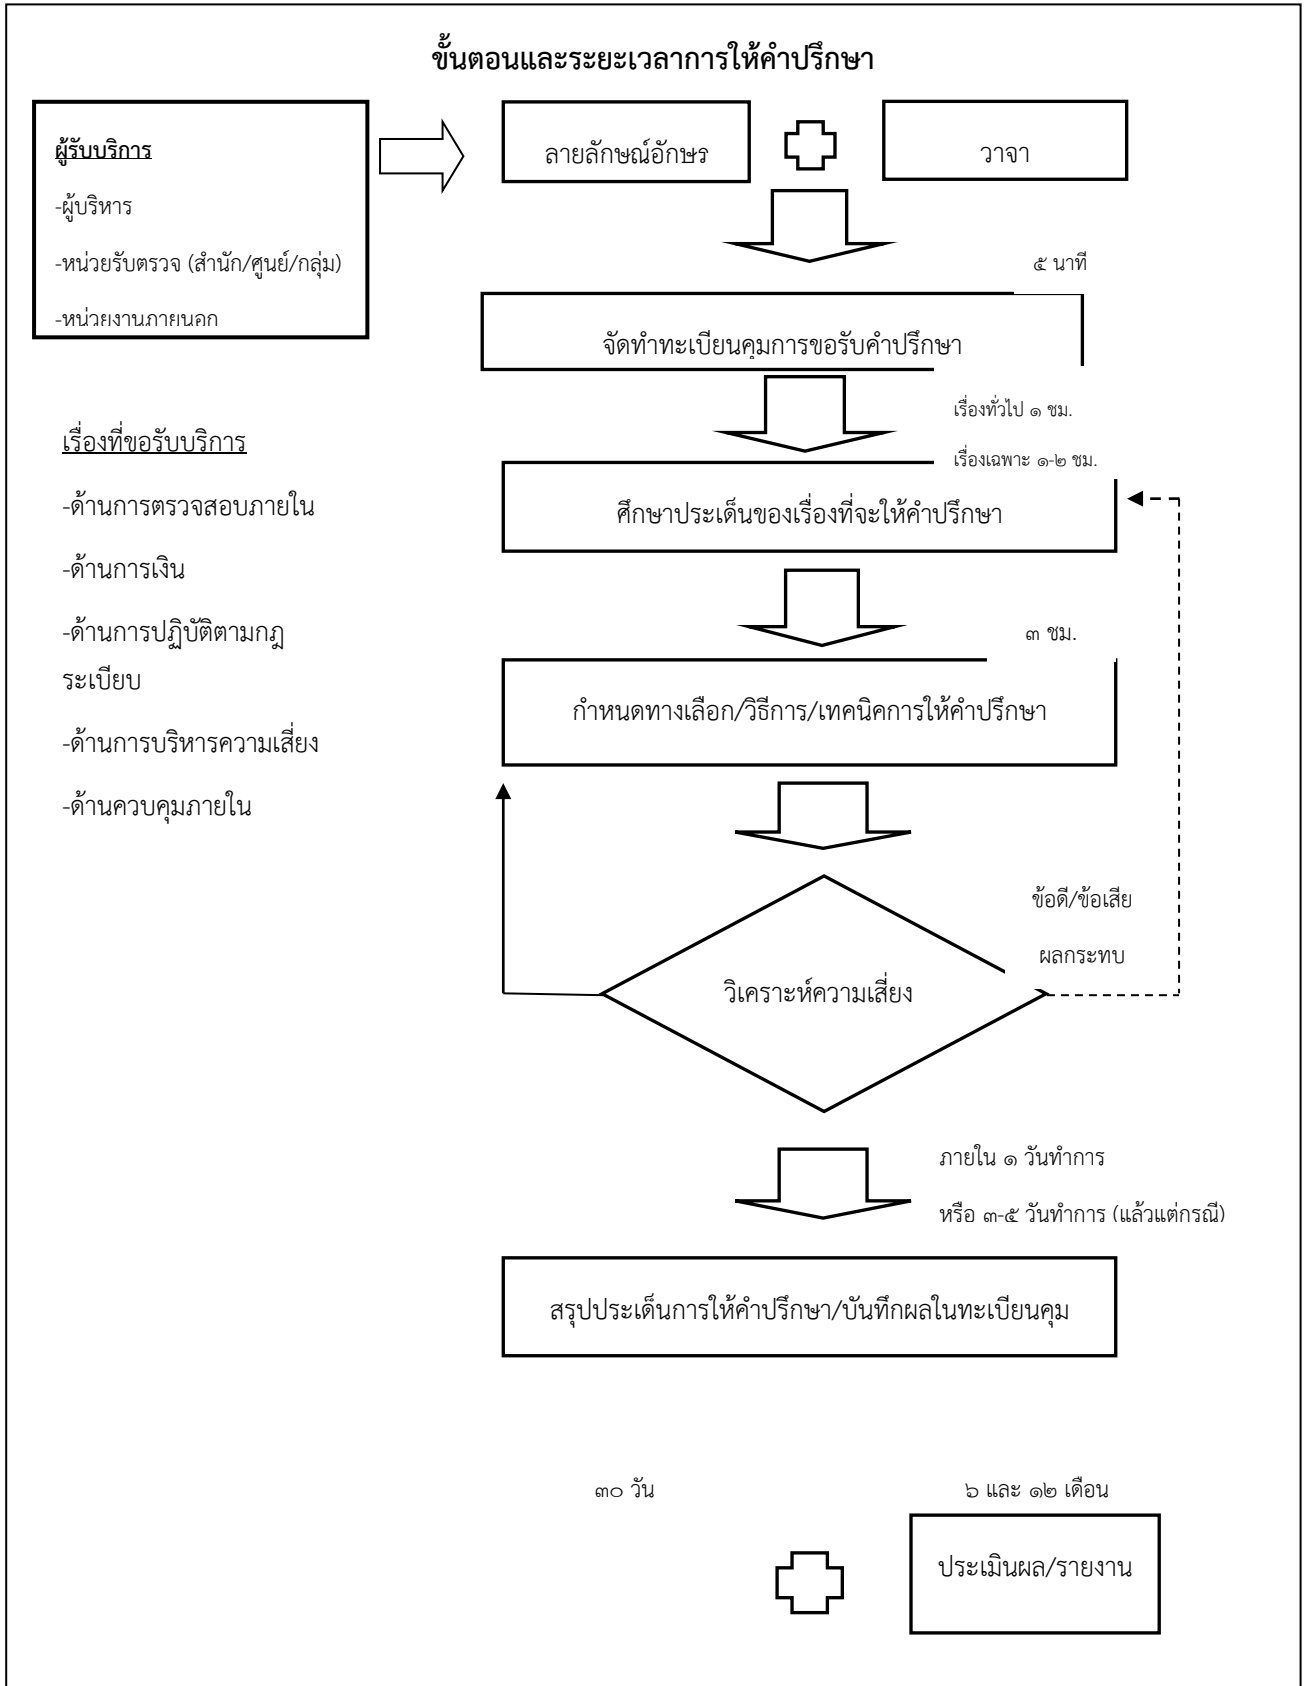 ขั้นตอนและระยะเวลาการให้คำปรึกษา
ผู้รับบริการ
-ผู้บริหาร
-หน่วยรับตรวจ (สำนัก/ศูนย์/กลุ่ม)
-หน่วยงานภายนอก
ลายลักษณ์อักษร
วาจา
๕ นาที
จัดทำทะเบียนคุมการขอรับคำปรึกษา
เรื่องทั่วไป ๑ ชม.
เรื่องเฉพาะ ๑-๒ ชม.
เรื่องที่ขอรับบริการ
-ด้านการตรวจสอบภายใน
-ด้านการเงิน
-ด้านการปฏิบัติตามกฎ
ระเบียบ
-ด้านการบริหารความเสี่ยง
-ด้านควบคุมภายใน
ศึกษาประเด็นของเรื่องที่จะให้คำปรึกษา
๓ ชม.
กำหนดทางเลือก/วิธีการ/เทคนิคการให้คำปรึกษา
ข้อดี/ข้อเสีย
ผลกระทบ
วิเคราะห์ความเสี่ยง
ภายใน ๑ วันทำการ
หรือ ๓-๕ วันทำการ (แล้วแต่กรณี)
สรุปประเด็นการให้คำปรึกษา/บันทึกผลในทะเบียนคุม
๓๐ วัน
๖ และ ๑๒ เดือน
ประเมินผล/รายงาน